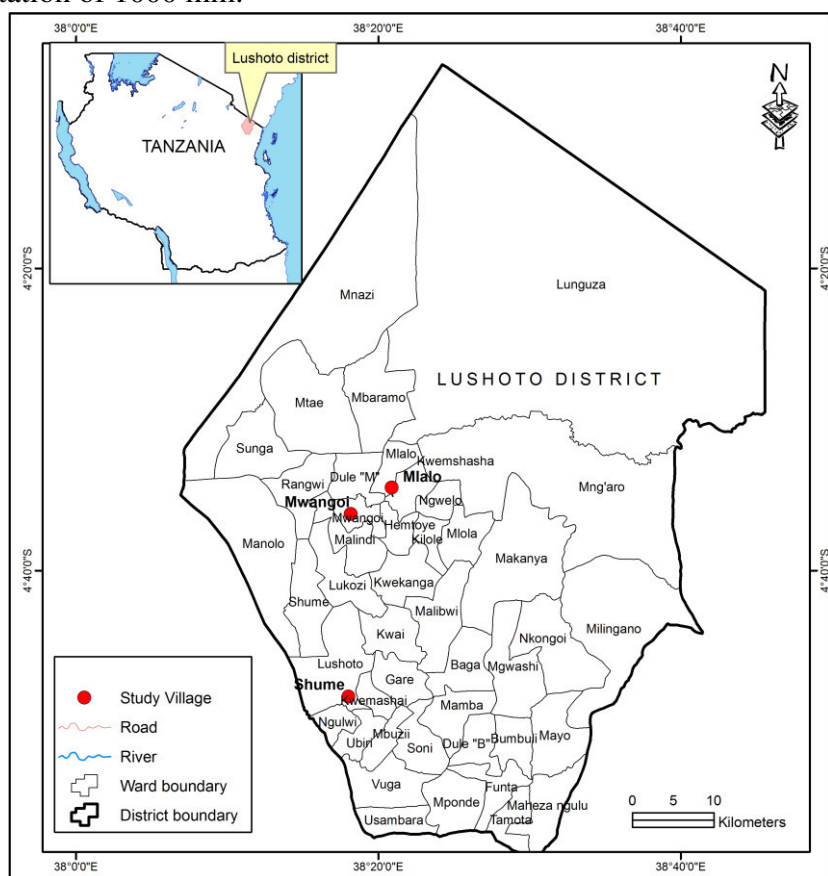 tation of 1000 mm.
38°0'0"E 38°20'0"E 38°40'0"E
Lushoto district
N
TANZANIA
4°20'0"S
4°20'0"S
Mnazi
Lunguza
LUSHOTO DISTRICT
Mtae
Mbaramo
Sunga
Mlalo
Kwemshasha
Rangwi
Dule "M"
Mlalo
Mng'aro
Mwangoi
Ngwelo
Mwangoi
Hemtoye
Malindi
Kilole
Mlola
Manolo
Makanya
4°40'0"S
4°40'0"S
Lukozi
Kwekanga
Shume
Malibwi
Milingano
Kwai
Nkongoi
Lushoto
Baga
Mgwashi
Gare
Shume
Kwemashai
Mamba
Ngulwi
Mbuzii
Ubiri
Soni
Dule "B"
Bumbuli
Mayo
Vuga
Funta
Mponde
Maheza ngulu
Usambara
Tamota
Study Village
Road
River
Ward boundary
District boundary
0 5 10
Kilometers
38°0'0"E 38°20'0"E 38°40'0"E